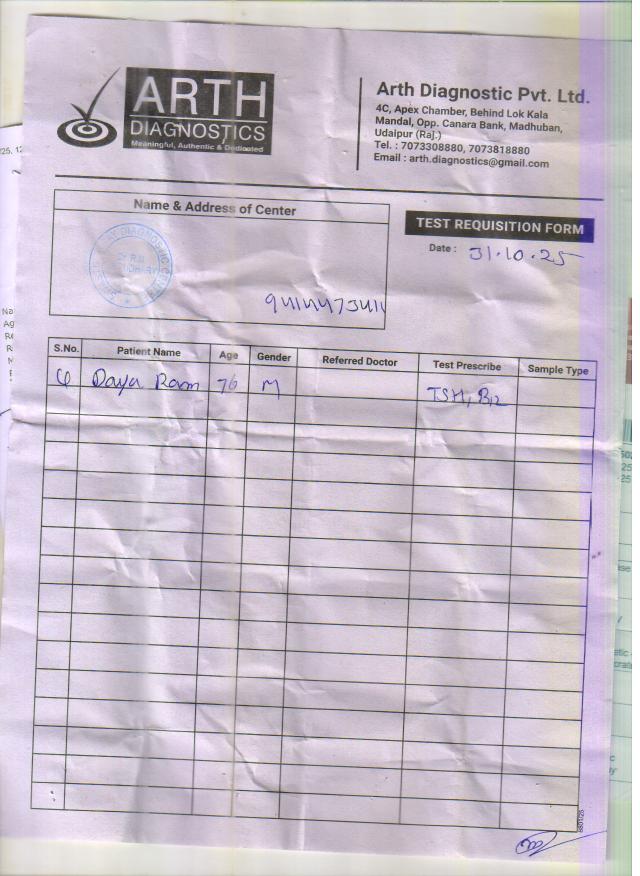 ARTH
DIAGNOSTICS
Meaningful, Authentic & Dedicated
Arth Diagnostic Pvt. Ltd.
4C, Apex Chamber, Behind Lok Kala
Mandal, Opp. Canara Bank, Madhuban,
Udaipur (Raj.)
Tel. : 7073308880, 7073818880
Email : arth.diagnostics@gmail.com
Name & Address of Center
TEST REQUISITION FORM
Date : 31.10.25
9414473411
S.No. Patient Name Age Gender Referred Doctor Test Prescribe Sample Type
Daya Ram 76 M TSH, B12